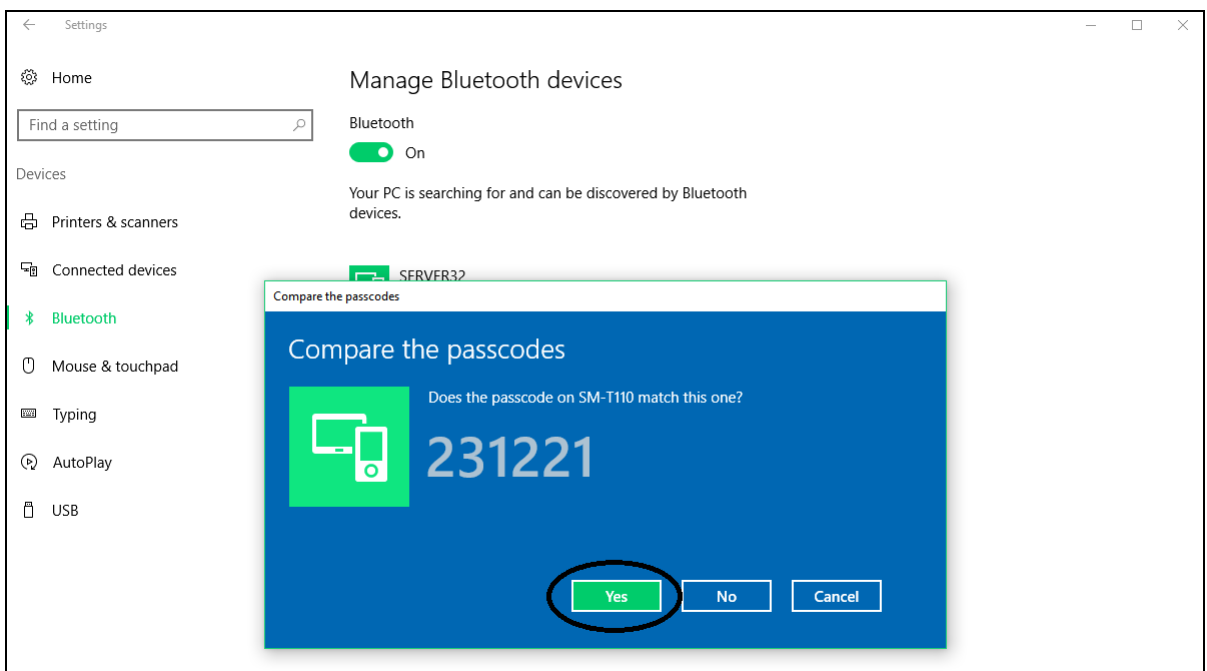 Settings
Home
Find a setting
Devices
Printers & scanners
Connected devices
Bluetooth
Mouse & touchpad
Typing
AutoPlay
USB
Manage Bluetooth devices
Bluetooth
On
Your PC is searching for and can be discovered by Bluetooth
devices.
SERVER32
Compare the passcodes
Compare the passcodes
Does the passcode on SM-T110 match this one?
231221
Yes No Cancel